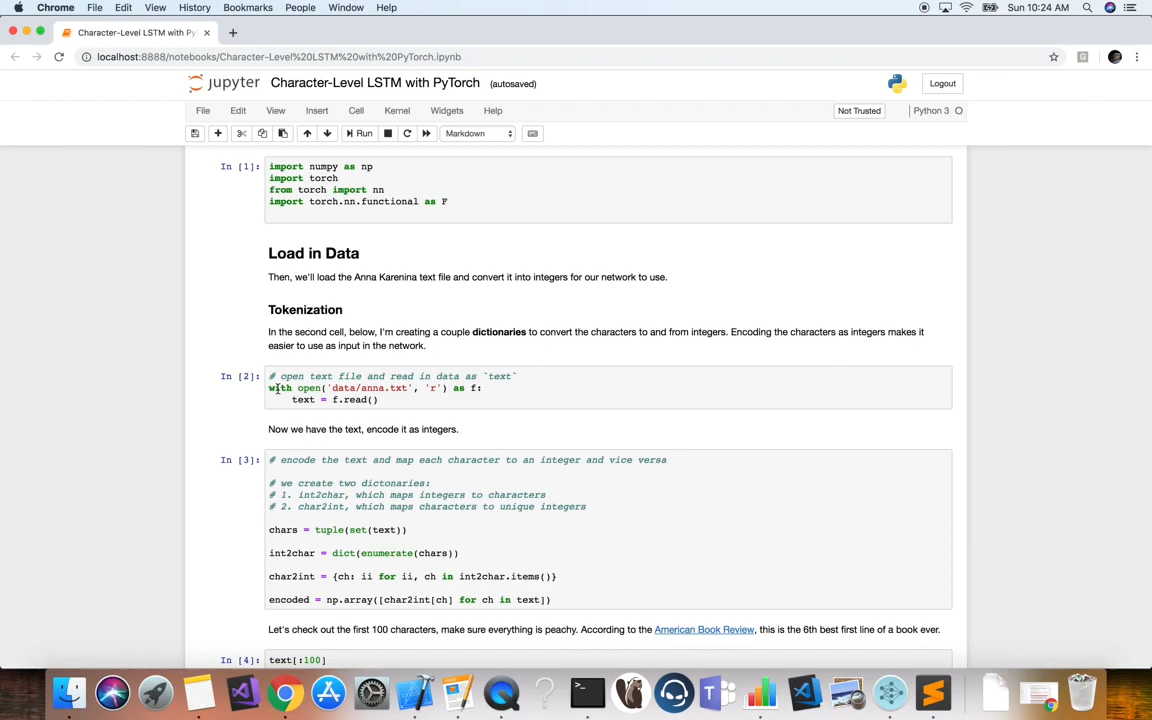 Chrome File Edit View History Bookmarks People Window Help Sun 10:24 AM
Character-Level LSTM with Py
localhost:8888/notebooks/Character-Level%20LSTM%20with%20PyTorch.ipynb
jupyter Character-Level LSTM with PyTorch (autosaved) Logout
File Edit View Insert Cell Kernel Widgets Help Not Trusted Python 3
Run Markdown
In [1]: import numpy as np
import torch
from torch import nn
import torch.nn.functional as F
Load in Data
Then, we'll load the Anna Karenina text file and convert it into integers for our network to use.
Tokenization
In the second cell, below, I'm creating a couple dictionaries to convert the characters to and from integers. Encoding the characters as integers makes it
easier to use as input in the network.
In [2]: # open text file and read in data as `text`
with open('data/anna.txt', 'r') as f:
text = f.read()
Now we have the text, encode it as integers.
In [3]: # encode the text and map each character to an integer and vice versa
# we create two dictonaries:
# 1. int2char, which maps integers to characters
# 2. char2int, which maps characters to unique integers
chars = tuple(set(text))
int2char = dict(enumerate(chars))
char2int = {ch: ii for ii, ch in int2char.items()}
encoded = np.array([char2int[ch] for ch in text])
Let's check out the first 100 characters, make sure everything is peachy. According to the American Book Review, this is the 6th best first line of a book ever.
In [4]: text[:100]